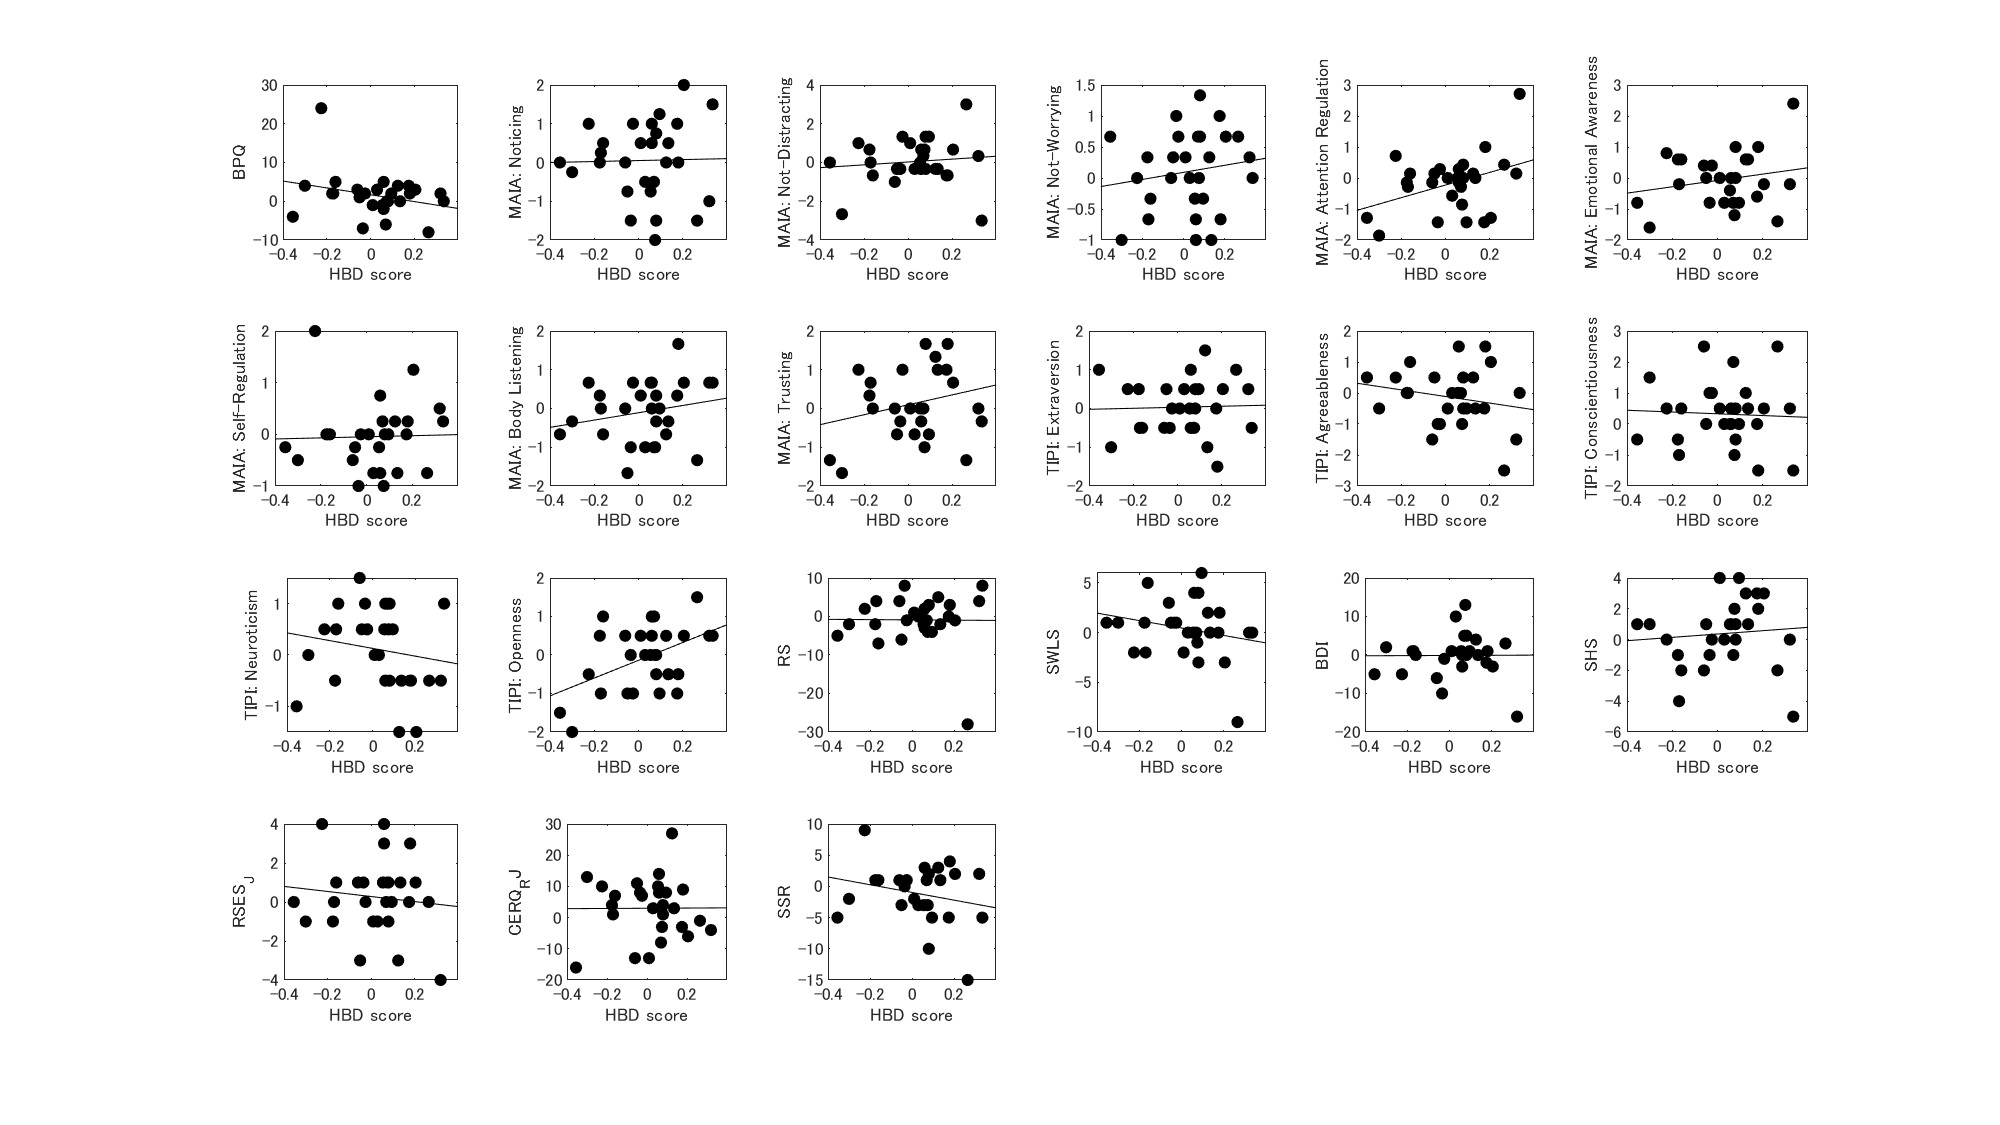 BPQ
30
20
10
0
−10
−0.4 −0.2 0 0.2
HBD score
MAIA: Noticing
2
1
0
−1
−2
−0.4 −0.2 0 0.2
HBD score
MAIA: Not−Distracting
4
2
0
−2
−4
−0.4 −0.2 0 0.2
HBD score
MAIA: Not−Worrying
1.5
1
0.5
0
−0.5
−1
−0.4 −0.2 0 0.2
HBD score
MAIA: Attention Regulation
3
2
1
0
−1
−2
−0.4 −0.2 0 0.2
HBD score
MAIA: Emotional Awareness
3
2
1
0
−1
−2
−0.4 −0.2 0 0.2
HBD score
MAIA: Self−Regulation
2
1
0
−1
−0.4 −0.2 0 0.2
HBD score
MAIA: Body Listening
2
1
0
−1
−2
−0.4 −0.2 0 0.2
HBD score
MAIA: Trusting
2
1
0
−1
−2
−0.4 −0.2 0 0.2
HBD score
TIPI: Extraversion
2
1
0
−1
−2
−0.4 −0.2 0 0.2
HBD score
TIPI: Agreeableness
2
1
0
−1
−2
−3
−0.4 −0.2 0 0.2
HBD score
TIPI: Conscientiousness
3
2
1
0
−1
−2
−0.4 −0.2 0 0.2
HBD score
TIPI: Neuroticism
1
0
−1
−0.4 −0.2 0 0.2
HBD score
TIPI: Openness
2
1
0
−1
−2
−0.4 −0.2 0 0.2
HBD score
RS
10
0
−10
−20
−30
−0.4 −0.2 0 0.2
HBD score
SWLS
5
0
−5
−10
−0.4 −0.2 0 0.2
HBD score
BDI
20
10
0
−10
−20
−0.4 −0.2 0 0.2
HBD score
SHS
4
2
0
−2
−4
−6
−0.4 −0.2 0 0.2
HBD score
RSES_J
4
2
0
−2
−4
−0.4 −0.2 0 0.2
HBD score
CERQ_RJ
30
20
10
0
−10
−20
−0.4 −0.2 0 0.2
HBD score
SSR
10
5
0
−5
−10
−15
−0.4 −0.2 0 0.2
HBD score